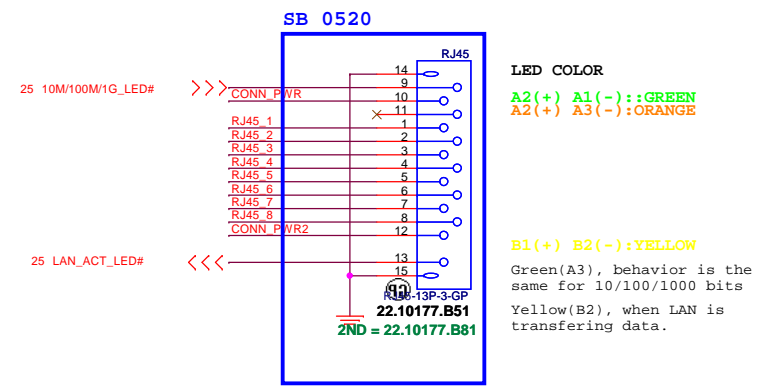 SB 0520
RJ45
14
25 10M/100M/1G_LED#
9
CONN_PWR
10
11
RJ45_1
1
RJ45_2
2
RJ45_3
3
RJ45_4
4
RJ45_5
5
RJ45_6
6
RJ45_7
7
RJ45_8
8
CONN_PWR2
12
25 LAN_ACT_LED#
13
15
RJ45-13P-3-GP
22.10177.B51
2ND = 22.10177.B81
LED COLOR
A2(+) A1(-)::GREEN
A2(+) A3(-):ORANGE
B1(+) B2(-):YELLOW
Green(A3), behavior is the
same for 10/100/1000 bits
Yellow(B2), when LAN is
transfering data.